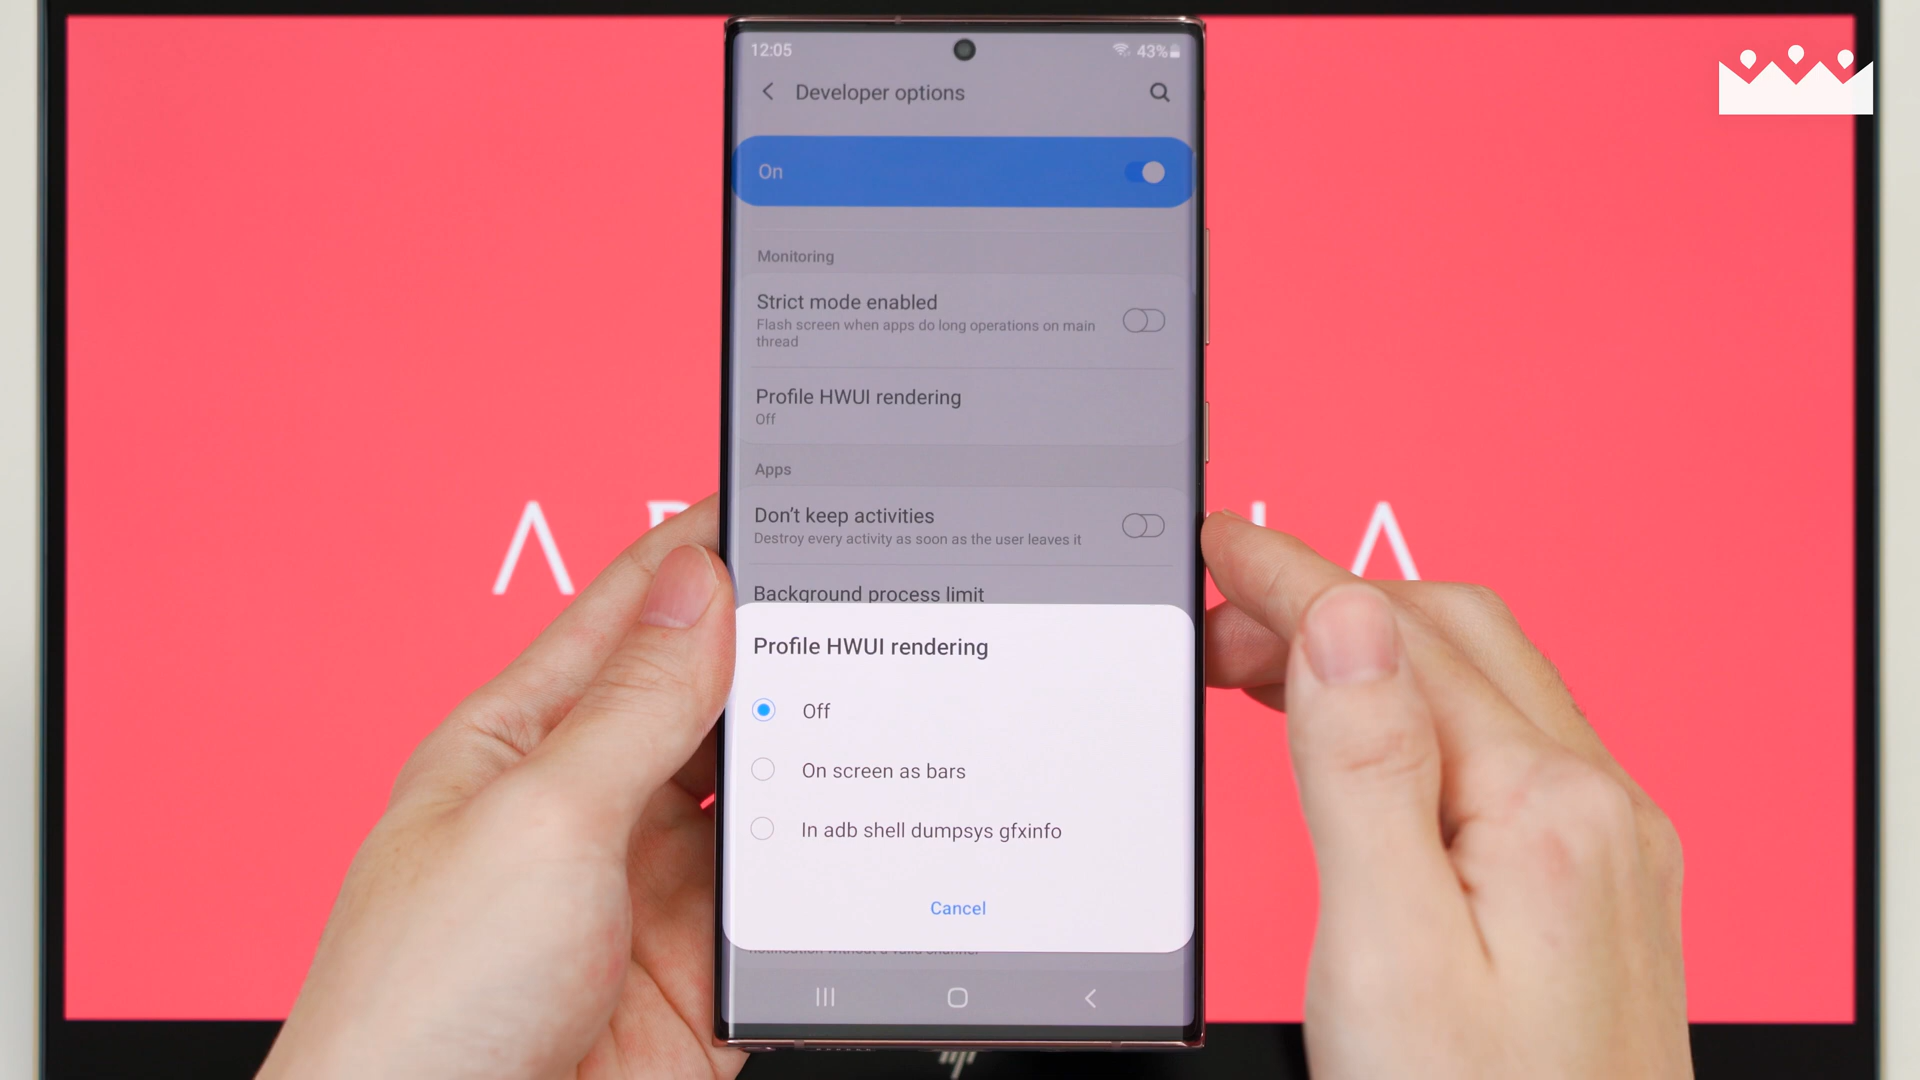 12:05
43%
Developer options
On
Monitoring
Strict mode enabled
Flash screen when apps do long operations on main
thread
Profile HWUI rendering
Off
Apps
Don't keep activities
Destroy every activity as soon as the user leaves it
Background process limit
Profile HWUI rendering
Off
On screen as bars
In adb shell dumpsys gfxinfo
Cancel
hp